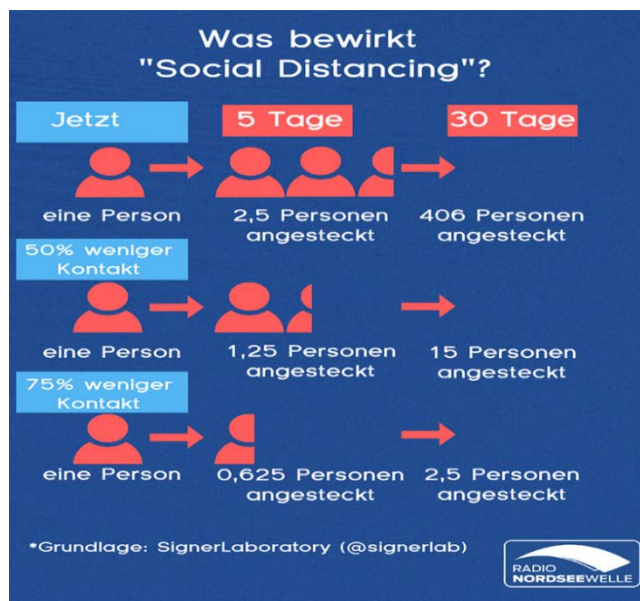 Was bewirkt
"Social Distancing"?
Jetzt
5 Tage
30 Tage
eine Person
2,5 Personen
angesteckt
406 Personen
angesteckt
50% weniger
Kontakt
eine Person
1,25 Personen
angesteckt
15 Personen
angesteckt
75% weniger
Kontakt
eine Person
0,625 Personen
angesteckt
2,5 Personen
angesteckt
*Grundlage: SignerLaboratory (@signerlab)
RADIO
NORDSEEWELLE